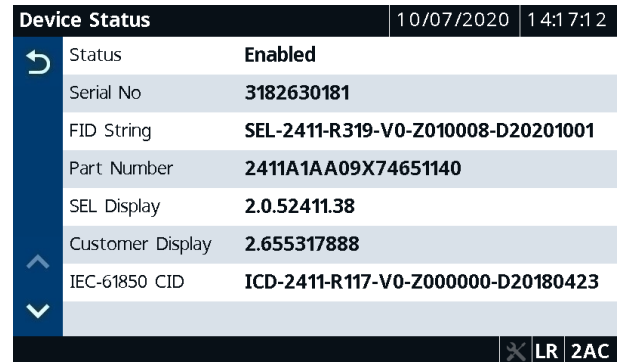 Device Status 10/07/2020 14:17:12
Status Enabled
Serial No 3182630181
FID String SEL-2411-R319-V0-Z010008-D20201001
Part Number 2411A1AA09X74651140
SEL Display 2.0.52411.38
Customer Display 2.655317888
IEC-61850 CID ICD-2411-R117-V0-Z000000-D20180423
LR 2AC